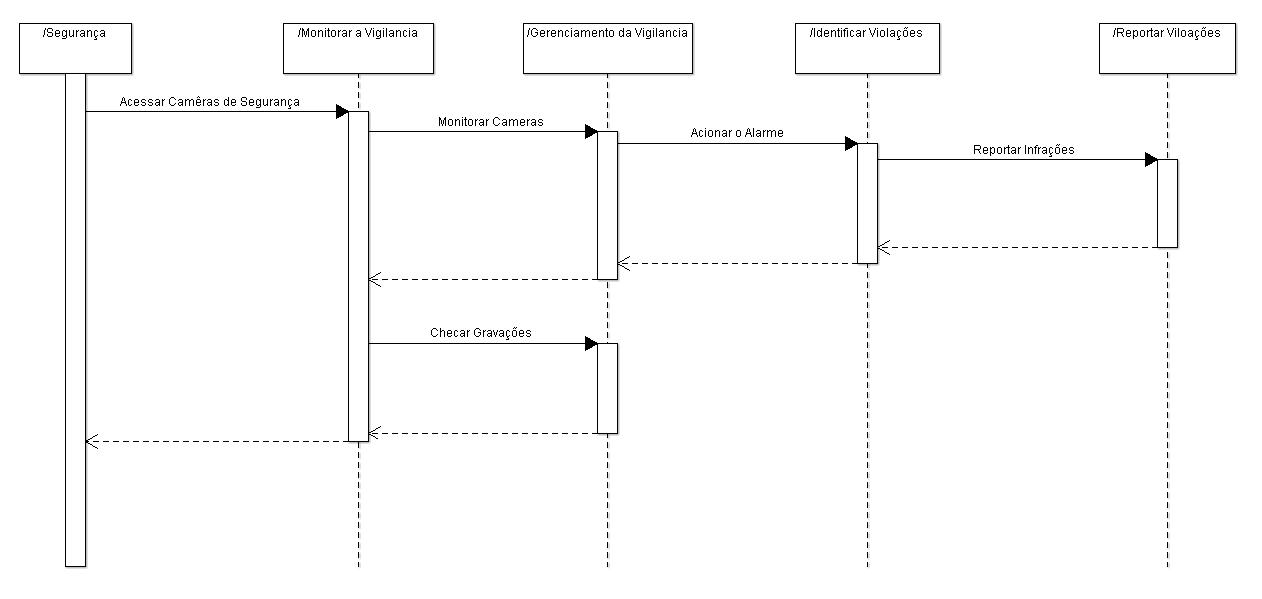 /Segurança
/Monitorar a Vigilancia
/Gerenciamento da Vigilancia
/Identificar Violações
/Reportar Viloações
Acessar Camêras de Segurança
Monitorar Cameras
Acionar o Alarme
Reportar Infrações
Checar Gravações